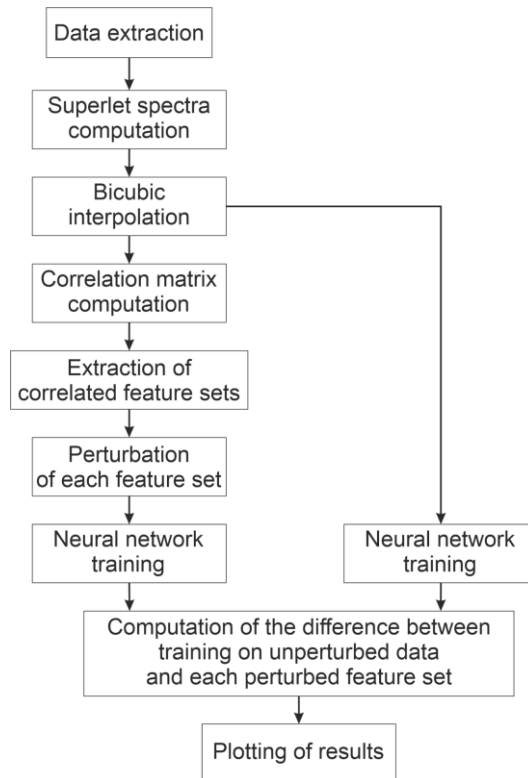 Data extraction
Superlet spectra
computation
Bicubic
interpolation
Correlation matrix
computation
Extraction of
correlated feature sets
Perturbation
of each feature set
Neural network
training
Neural network
training
Computation of the difference between
training on unperturbed data
and each perturbed feature set
Plotting of results